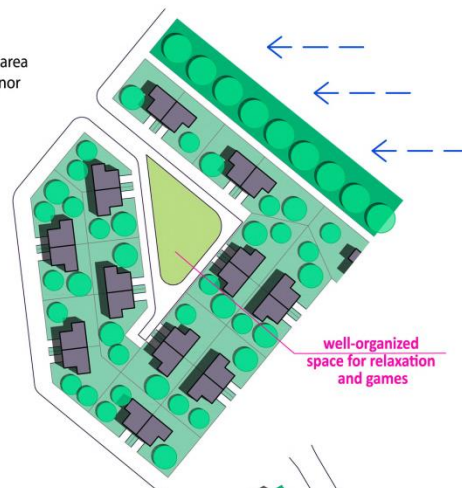 area
nor
well-organized
space for relaxation
and games